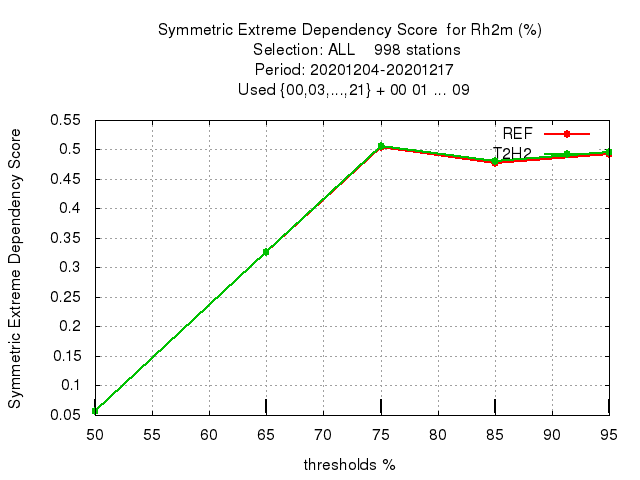 Symmetric Extreme Dependency Score  for Rh2m (%)
Selection: ALL    998 stations
Period: 20201204-20201217
Used {00,03,...,21} + 00 01 ... 09
Symmetric Extreme Dependency Score
0.55
0.5
0.45
0.4
0.35
0.3
0.25
0.2
0.15
0.1
0.05
REF
T2H2
50 55 60 65 70 75 80 85 90 95
thresholds %